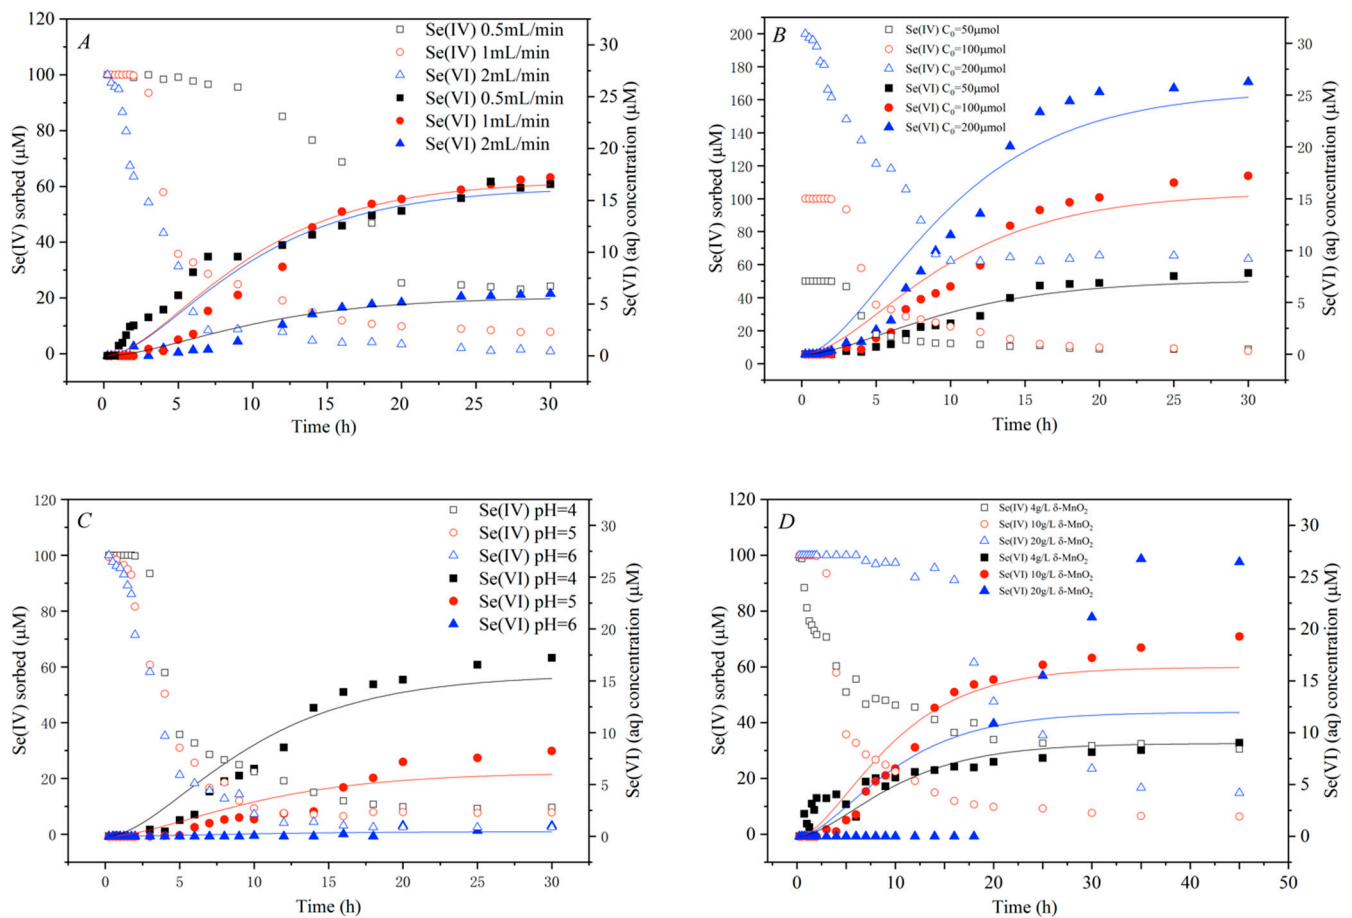 A
Se(IV) 0.5mL/min
Se(IV) 1mL/min
Se(VI) 2mL/min
Se(VI) 0.5mL/min
Se(VI) 1mL/min
Se(VI) 2mL/min
120
100
80
60
40
20
0
30
25
20
15
10
5
0
0
5
10
15
20
25
30
Se(IV) sorbed (μM)
Se(VI) (aq) concentration (μM)
Time (h)
B
Se(IV) C₀=50μmol
Se(IV) C₀=100μmol
Se(IV) C₀=200μmol
Se(VI) C₀=50μmol
Se(VI) C₀=100μmol
Se(VI) C₀=200μmol
200
180
160
140
120
100
80
60
40
20
0
30
25
20
15
10
5
0
0
5
10
15
20
25
30
Se(IV) sorbed (μM)
Se(VI) (aq) concentration (μM)
Time (h)
C
Se(IV) pH=4
Se(IV) pH=5
Se(IV) pH=6
Se(VI) pH=4
Se(VI) pH=5
Se(VI) pH=6
120
100
80
60
40
20
0
30
25
20
15
10
5
0
0
5
10
15
20
25
30
Se(IV) sorbed (μM)
Se(VI) (aq) concentration (μM)
Time (h)
D
Se(IV) 4g/L δ-MnO₂
Se(IV) 10g/L δ-MnO₂
Se(IV) 20g/L δ-MnO₂
Se(VI) 4g/L δ-MnO₂
Se(VI) 10g/L δ-MnO₂
Se(VI) 20g/L δ-MnO₂
120
100
80
60
40
20
0
30
25
20
15
10
5
0
0
5
10
15
20
25
30
35
40
45
50
Se(IV) sorbed (μM)
Se(VI) (aq) concentration (μM)
Time (h)